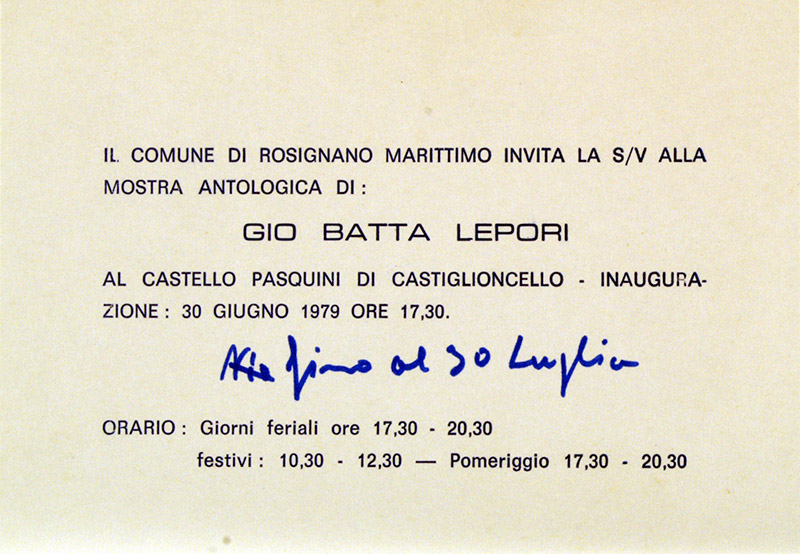 IL COMUNE DI ROSIGNANO MARITTIMO INVITA LA S/V ALLA
MOSTRA ANTOLOGICA DI :
GIO BATTA LEPORI
AL CASTELLO PASQUINI DI CASTIGLIONCELLO - INAUGURA-
ZIONE : 30 GIUGNO 1979 ORE 17,30.
fino al 30 Luglio
ORARIO : Giorni feriali ore 17,30 - 20,30
festivi : 10,30 - 12,30 — Pomeriggio 17,30 - 20,30